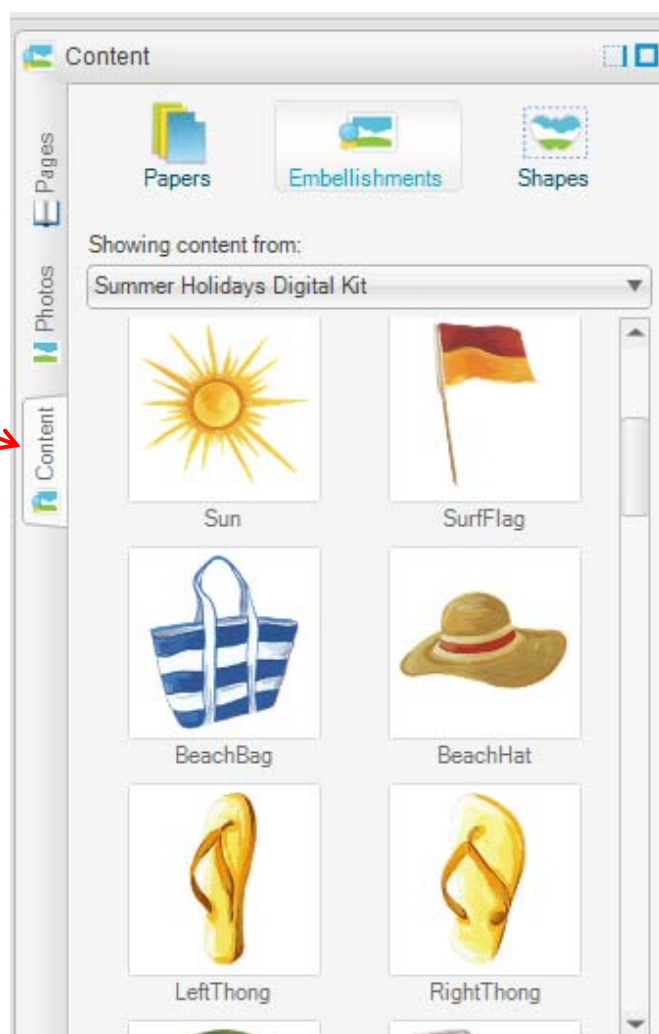 Content
Pages
Photos
Content
Papers Embellishments Shapes
Showing content from:
Summer Holidays Digital Kit
Sun SurfFlag
BeachBag BeachHat
LeftThong RightThong